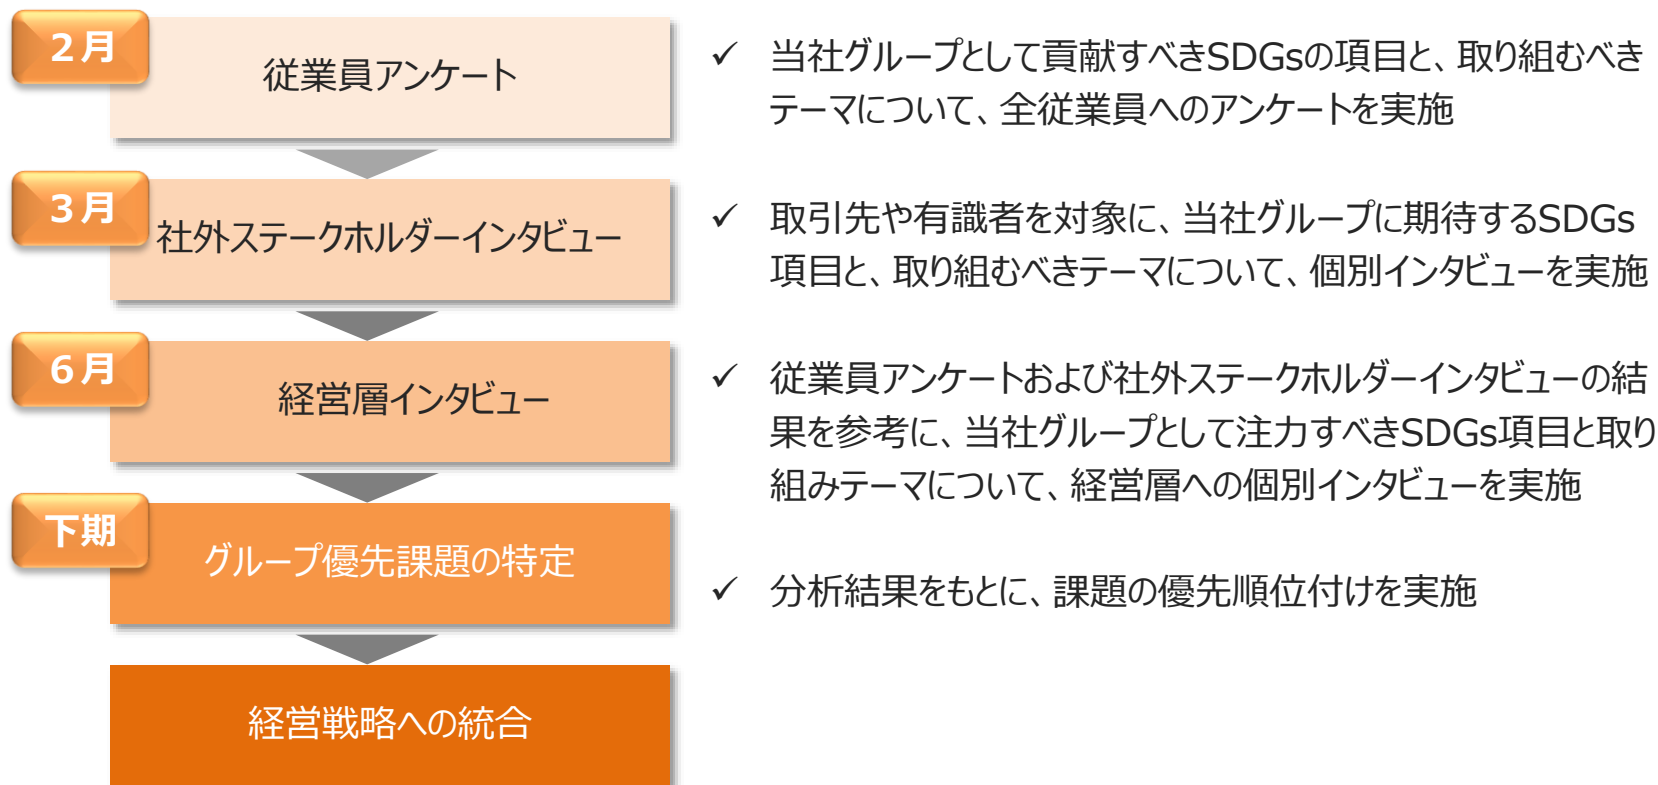 2月
従業員アンケート
✓ 当社グループとして貢献すべきSDGsの項目と、取り組むべき
テーマについて、全従業員へのアンケートを実施
3月
社外ステークホルダーインタビュー
✓ 取引先や有識者を対象に、当社グループに期待するSDGs
項目と、取り組むべきテーマについて、個別インタビューを実施
6月
経営層インタビュー
✓ 従業員アンケートおよび社外ステークホルダーインタビューの結
果を参考に、当社グループとして注力すべきSDGs項目と取り
組みテーマについて、経営層への個別インタビューを実施
下期
グループ優先課題の特定
✓ 分析結果をもとに、課題の優先順位付けを実施
経営戦略への統合